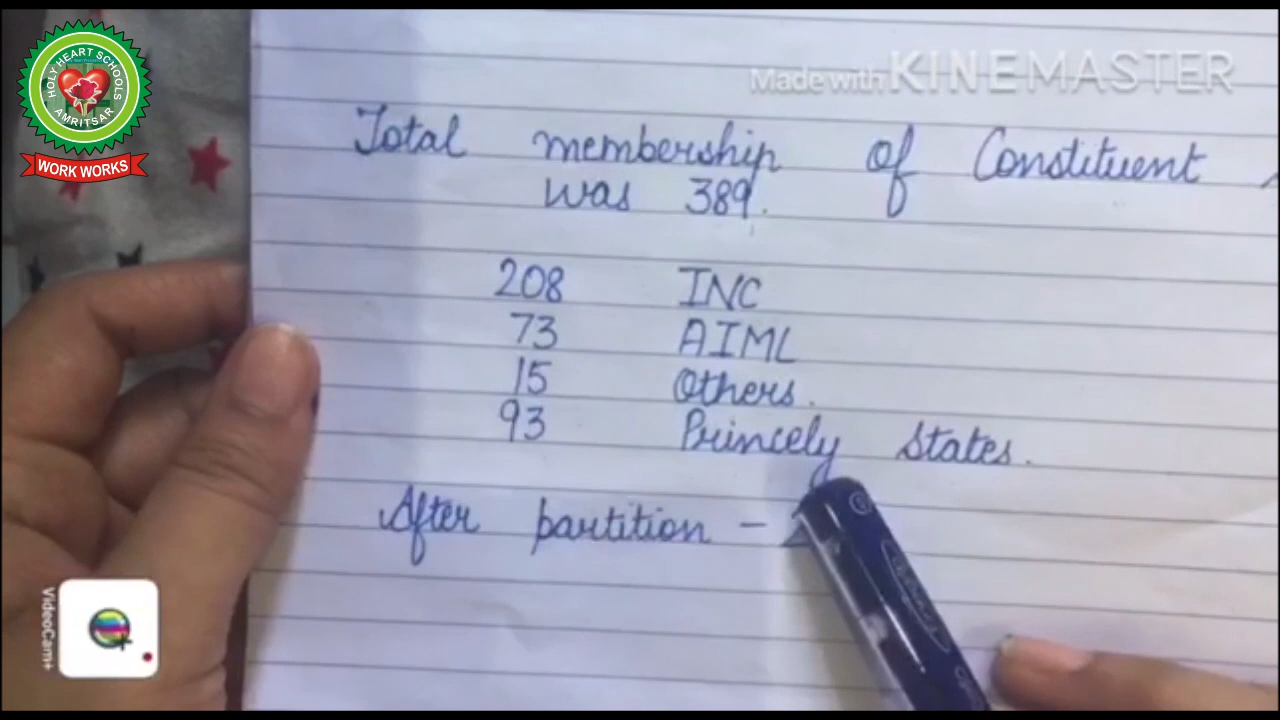 HOLY HEART SCHOOLS
AMRITSAR
WORK WORKS
Made with KINEMASTER
Total membership of Constituent
was 389.
208 INC
73 AIML
15 Others.
93 Princely States.
After partition -
VideoCam+